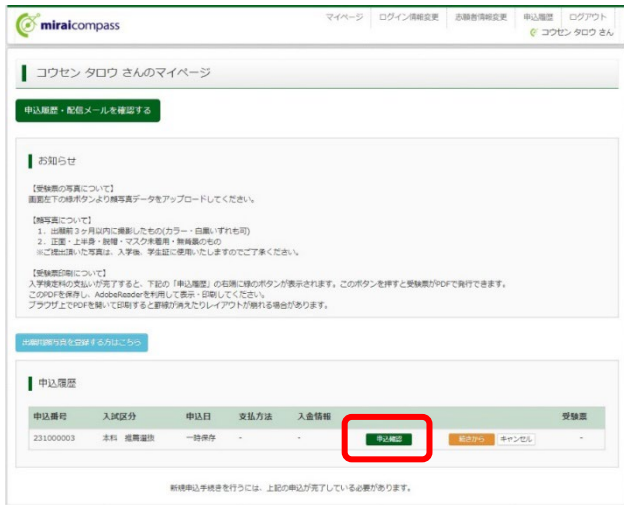 miraicompass
マイページ ログイン情報変更 志願者情報変更 申込履歴 ログアウト
コウセン タロウ さん
コウセン タロウ さんのマイページ
申込履歴・配信メールを確認する
お知らせ
【受験票の写真について】
画面左下の緑ボタンより顔写真データをアップロードしてください。
【顔写真について】
1. 出願前3ヶ月以内に撮影したもの(カラー・白黒いずれも可)
2. 正面・上半身・脱帽・マスク未着用・無背景のもの
※ご提出頂いた写真は、入学後、学生証に使用いたしますのでご了承ください。
【受験票印刷について】
入学検定料の支払いが完了すると、下記の「申込履歴」の右端に緑のボタンが表示されます。このボタンを押すと受験票がPDFで発行できます。
このPDFを保存し、AdobeReaderを利用して表示・印刷してください。
ブラウザ上でPDFを開いて印刷すると罫線が消えたりレイアウトが崩れる場合があります。
出願用顔写真を登録する方はこちら
申込履歴
申込番号 入試区分 申込日 支払方法 入金情報 受験票
231000003 本科 推薦選抜 一時保存 - - 申込確認 続きから キャンセル -
新規申込手続きを行うには、上記の申込が完了している必要があります。